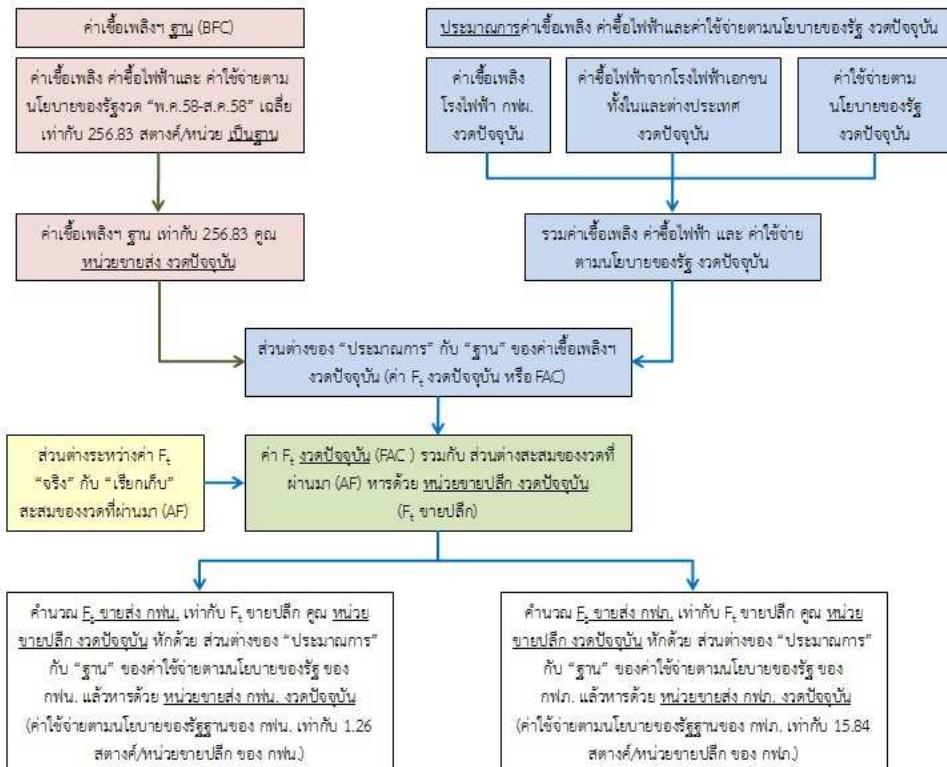 ค่าเชื้อเพลิงฯ ฐาน (BFC)
ค่าเชื้อเพลิง ค่าซื้อไฟฟ้าและ ค่าใช้จ่ายตาม
นโยบายของรัฐงวด “พ.ค.58-ส.ค.58” เฉลี่ย
เท่ากับ 256.83 สตางค์/หน่วย เป็นฐาน
ค่าเชื้อเพลิงฯ ฐาน เท่ากับ 256.83 คูณ
หน่วยขายส่ง งวดปัจจุบัน
ประมาณการค่าเชื้อเพลิง ค่าซื้อไฟฟ้าและค่าใช้จ่ายตามนโยบายของรัฐ งวดปัจจุบัน
ค่าเชื้อเพลิง
โรงไฟฟ้า กฟผ.
งวดปัจจุบัน
ค่าซื้อไฟฟ้าจากโรงไฟฟ้าเอกชน
ทั้งในและต่างประเทศ
งวดปัจจุบัน
ค่าใช้จ่ายตาม
นโยบายของรัฐ
งวดปัจจุบัน
รวมค่าเชื้อเพลิง ค่าซื้อไฟฟ้า และ ค่าใช้จ่าย
ตามนโยบายของรัฐ งวดปัจจุบัน
ส่วนต่างของ “ประมาณการ” กับ “ฐาน” ของค่าเชื้อเพลิงฯ
งวดปัจจุบัน (ค่า Ft งวดปัจจุบัน หรือ FAC)
ส่วนต่างระหว่างค่า Ft
“จริง” กับ “เรียกเก็บ”
สะสมของงวดที่ผ่านมา (AF)
ค่า Ft งวดปัจจุบัน (FAC ) รวมกับ ส่วนต่างสะสมของงวดที่
ผ่านมา (AF) หารด้วย หน่วยขายปลีก งวดปัจจุบัน
(Ft ขายปลีก)
คำนวณ Ft ขายส่ง กฟน. เท่ากับ Ft ขายปลีก คูณ หน่วย
ขายปลีก งวดปัจจุบัน หักด้วย ส่วนต่างของ “ประมาณการ”
กับ “ฐาน” ของค่าใช้จ่ายตามนโยบายของรัฐ ของ
กฟน. แล้วหารด้วย หน่วยขายส่ง กฟน. งวดปัจจุบัน
(ค่าใช้จ่ายตามนโยบายของรัฐฐานของ กฟน. เท่ากับ 1.26
สตางค์/หน่วยขายปลีก ของ กฟน.)
คำนวณ Ft ขายส่ง กฟภ. เท่ากับ Ft ขายปลีก คูณ หน่วย
ขายปลีก งวดปัจจุบัน หักด้วย ส่วนต่างของ “ประมาณการ”
กับ “ฐาน” ของค่าใช้จ่ายตามนโยบายของรัฐ ของ
กฟภ. แล้วหารด้วย หน่วยขายส่ง กฟภ. งวดปัจจุบัน
(ค่าใช้จ่ายตามนโยบายของรัฐฐานของ กฟภ. เท่ากับ 15.84
สตางค์/หน่วยขายปลีก ของ กฟภ.)